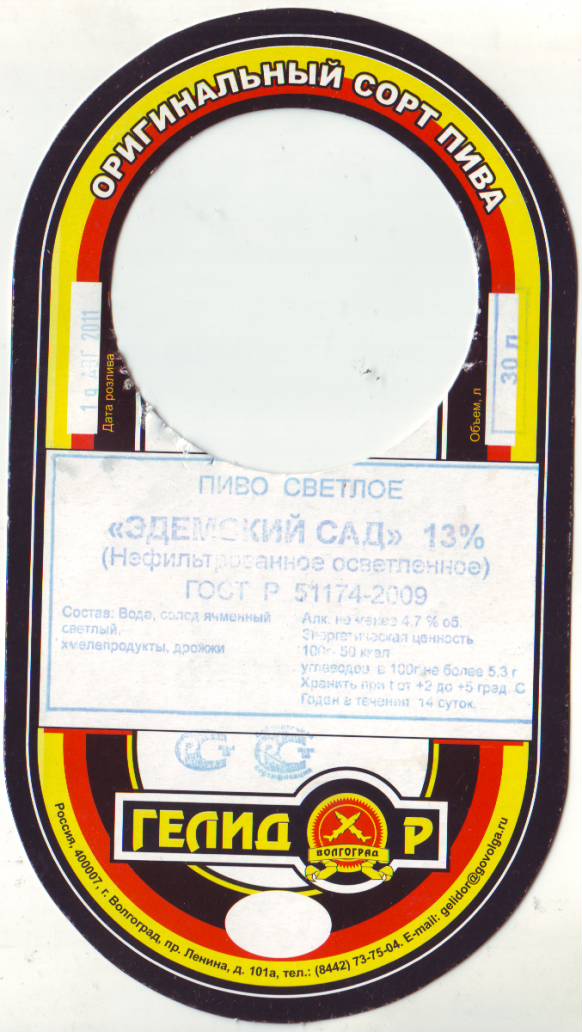 ОРИГИНАЛЬНЫЙ СОРТ ПИВА
19 АВГ 2011
Дата розлива
Объем, л
30 л
ПИВО СВЕТЛОЕ
«ЭДЕМСКИЙ САД» 13%
(Нефильтрованное осветленное)
ГОСТ Р 51174-2009
Состав: Вода, солод ячменный
светлый,
хмелепродукты, дрожжи
Алк. не менее 4.7 % об.
Энергетическая ценность
100г- 50 ккал
углеводов в 100г не более 5.3 г
Хранить при t от +2 до +5 град. С
Годен в течении 14 суток.
ГЕЛИДОР
ВОЛГОГРАД
Россия, 400007, г. Волгоград, пр. Ленина, д. 101а, тел.: (8442) 73-75-04. E-mail: gelidor@govolga.ru